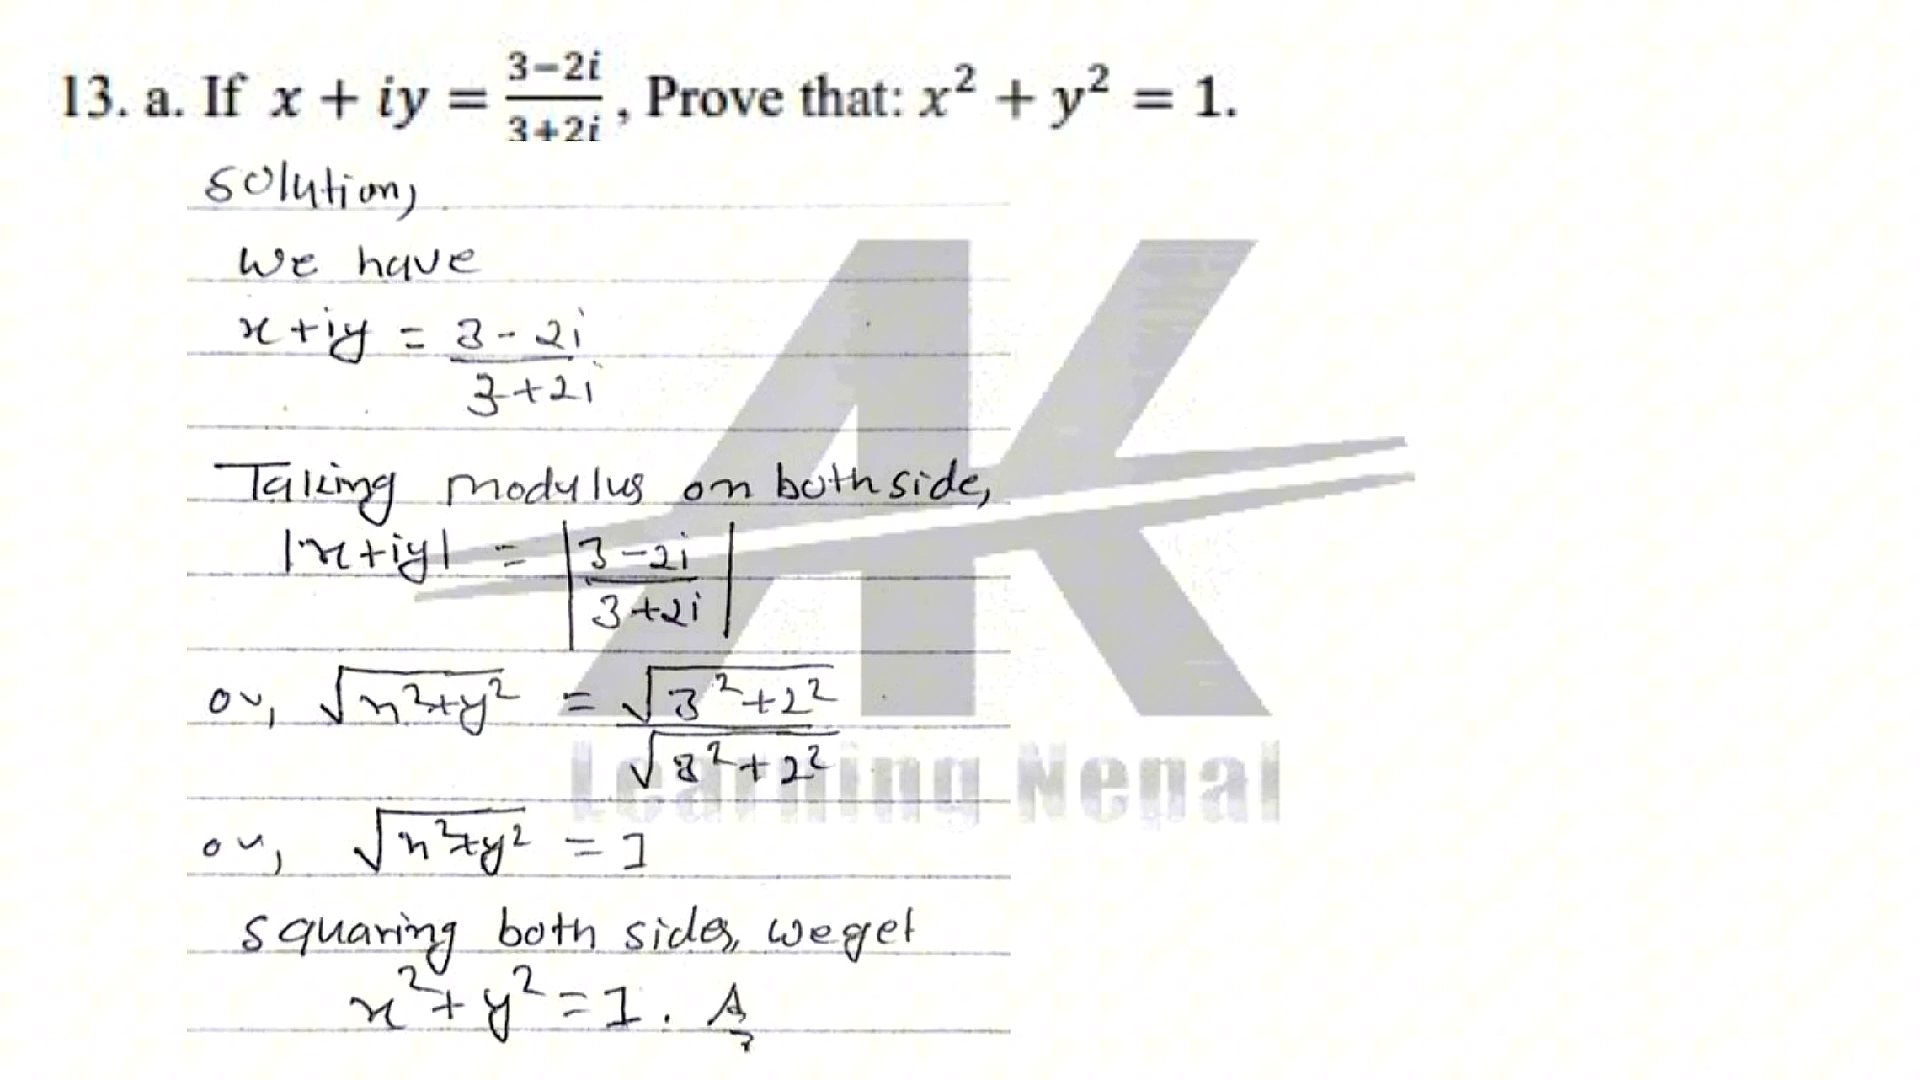 13. a. If x + iy = 3−2i / 3+2i , Prove that: x² + y² = 1.
Solution,
We have
x+iy = 3-2i / 3+2i
Taking modulus on both side,
|x+iy| = |3-2i / 3+2i|
or, √x²+y² = √3²+2² / √3²+2²
or, √x²+y² = 1
squaring both sides, we get
x²+y² = 1.
AK
Learning Nepal